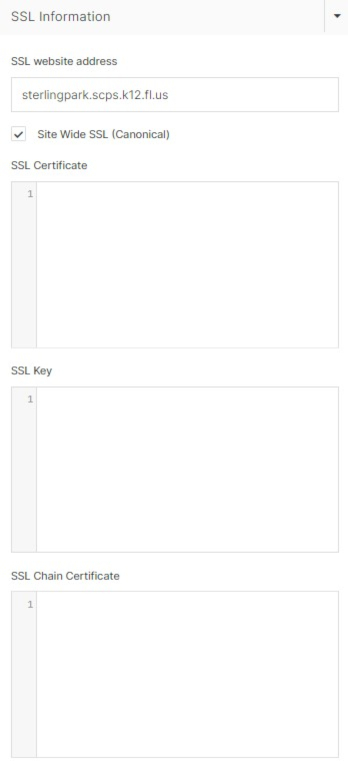 SSL Information
SSL website address
sterlingpark.scps.k12.fl.us
Site Wide SSL (Canonical)
SSL Certificate
1
SSL Key
1
SSL Chain Certificate
1